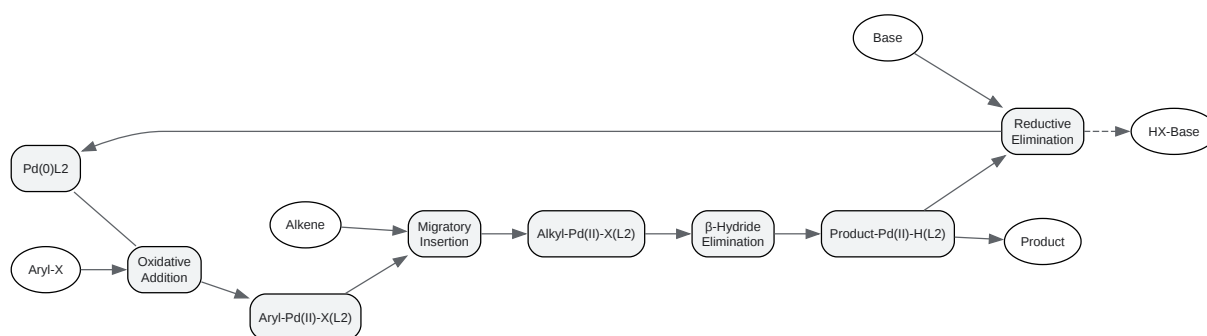 Base
Reductive
Elimination
HX-Base
Pd(0)L2
Alkene
Migratory
Insertion
Alkyl-Pd(II)-X(L2)
β-Hydride
Elimination
Product-Pd(II)-H(L2)
Product
Aryl-X
Oxidative
Addition
Aryl-Pd(II)-X(L2)